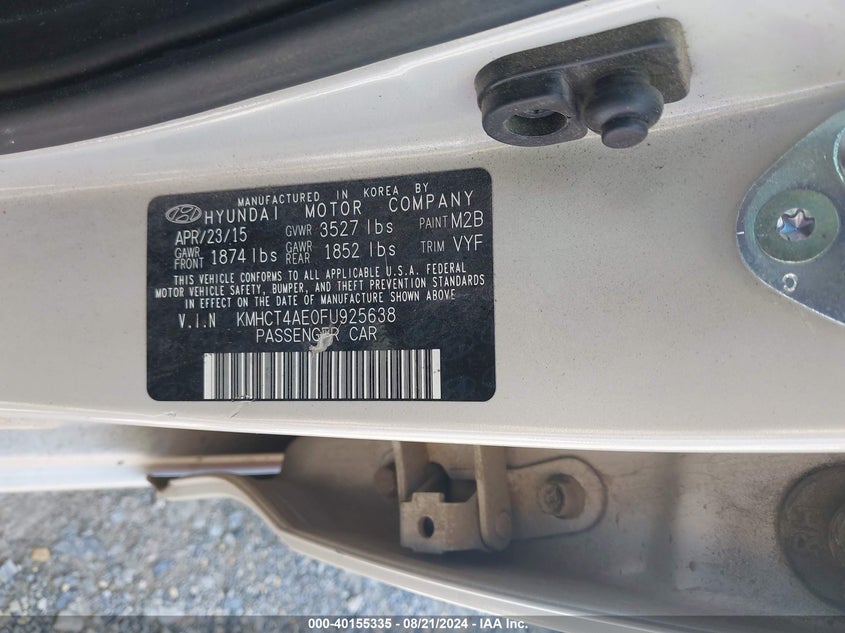 MANUFACTURED IN KOREA BY
HYUNDAI MOTOR COMPANY
APR/23/15 GVWR 3527 lbs PAINT M2B
GAWR FRONT 1874 lbs GAWR REAR 1852 lbs TRIM VYF
THIS VEHICLE CONFORMS TO ALL APPLICABLE U.S.A. FEDERAL
MOTOR VEHICLE SAFETY, BUMPER, AND THEFT PREVENTION STANDARDS
IN EFFECT ON THE DATE OF MANUFACTURE SHOWN ABOVE.
V.I.N KMHCT4AE0FU925638
PASSENGER CAR
000-40155335 - 08/21/2024 - IAA Inc.